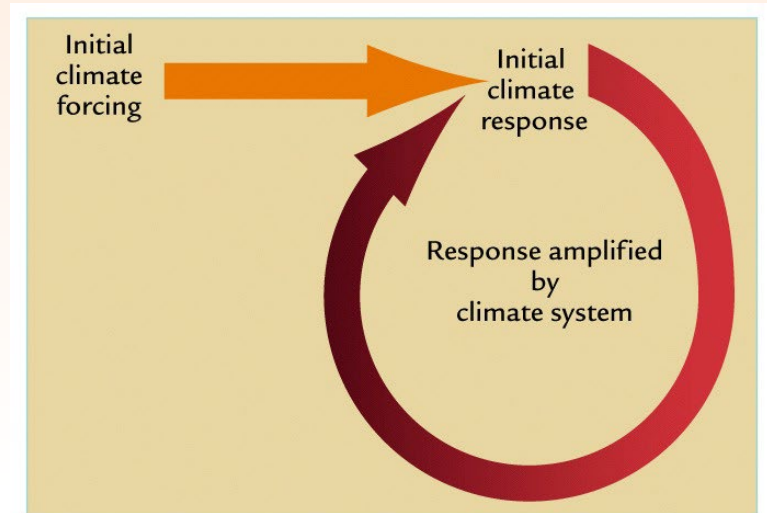 Initial
climate
forcing
Initial
climate
response
Response amplified
by
climate system